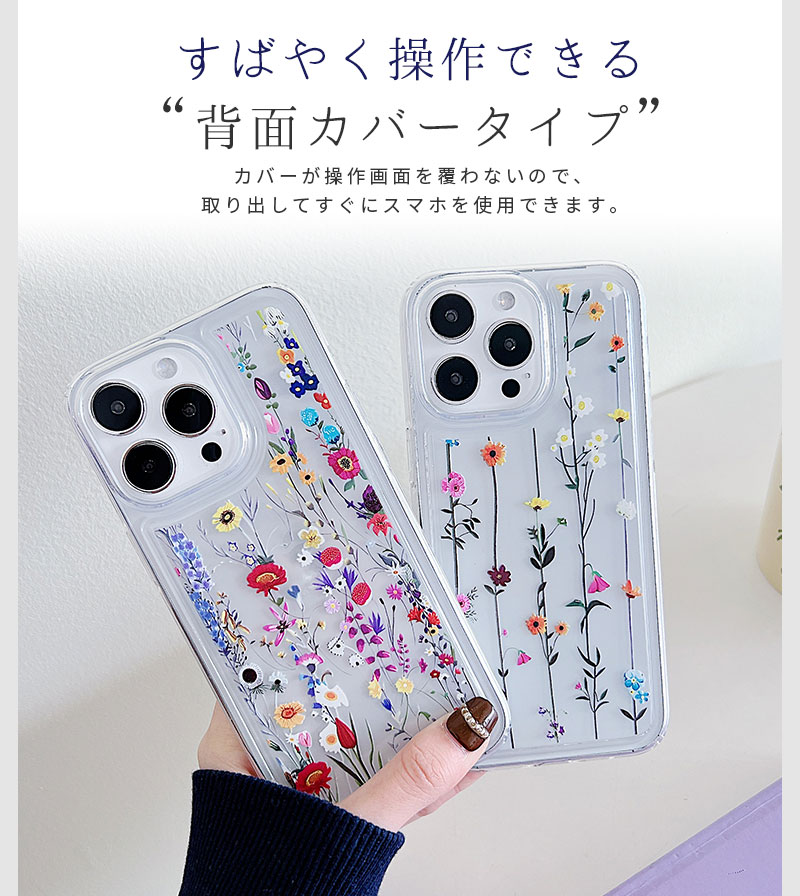 すばやく操作できる
“背面カバータイプ”
カバーが操作画面を覆わないので、
取り出してすぐにスマホを使用できます。